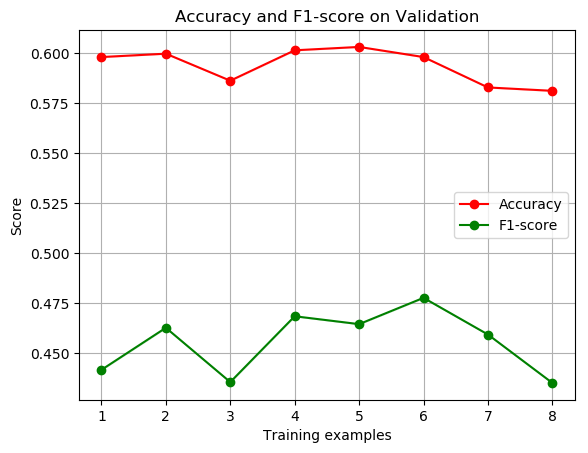 Accuracy and F1-score on Validation
0.600
0.575
0.550
0.525
0.500
0.475
0.450
Score
Accuracy
F1-score
1 2 3 4 5 6 7 8
Training examples